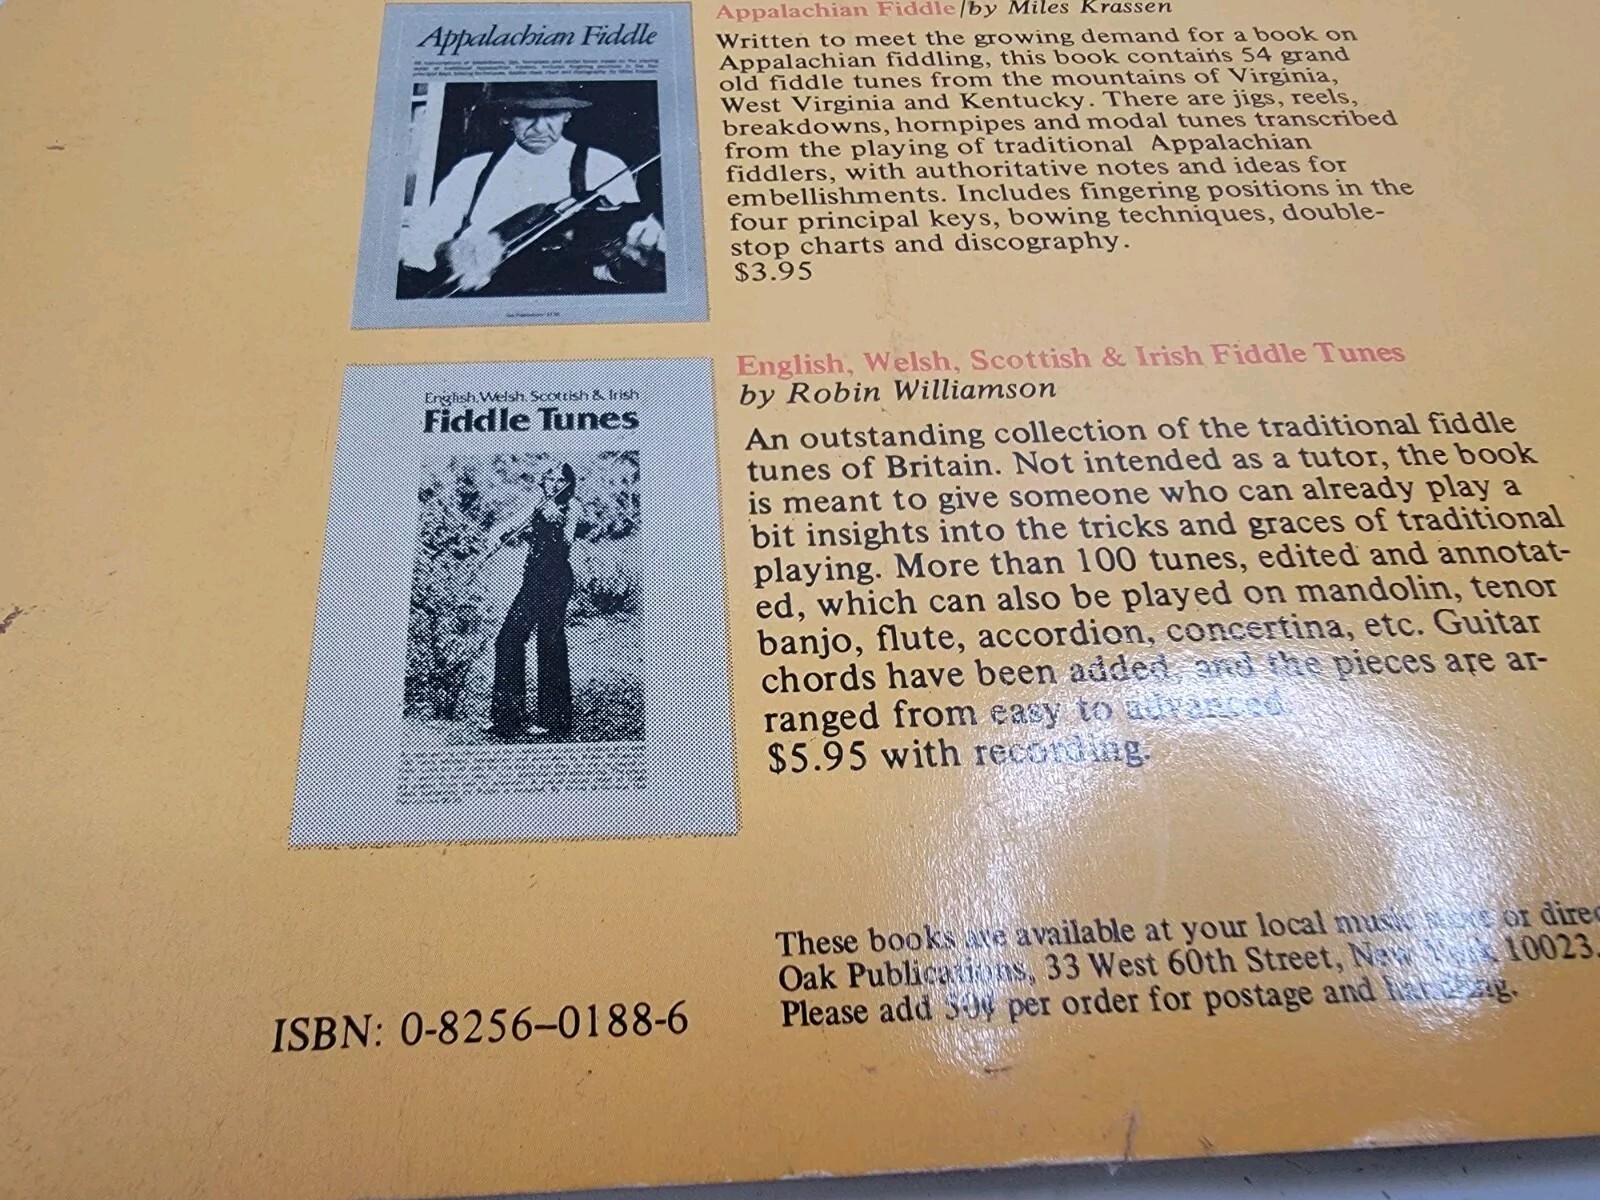 Appalachian Fiddle
Appalachian Fiddle/by Miles Krassen
Written to meet the growing demand for a book on
Appalachian fiddling, this book contains 54 grand
old fiddle tunes from the mountains of Virginia,
West Virginia and Kentucky. There are jigs, reels,
breakdowns, hornpipes and modal tunes transcribed
from the playing of traditional Appalachian
fiddlers, with authoritative notes and ideas for
embellishments. Includes fingering positions in the
four principal keys, bowing techniques, double-
stop charts and discography.
$3.95
English, Welsh, Scottish & Irish
Fiddle Tunes
English, Welsh, Scottish & Irish Fiddle Tunes
by Robin Williamson
An outstanding collection of the traditional fiddle
tunes of Britain. Not intended as a tutor, the book
is meant to give someone who can already play a
bit insights into the tricks and graces of traditional
playing. More than 100 tunes, edited and annotat-
ed, which can also be played on mandolin, tenor
banjo, flute, accordion, concertina, etc. Guitar
chords have been added, and the pieces are ar-
ranged from easy to advanced.
$5.95 with recording.
These books are available at your local music store or direc
Oak Publications, 33 West 60th Street, New York 10023.
Please add 50¢ per order for postage and handling.
ISBN: 0-8256-0188-6